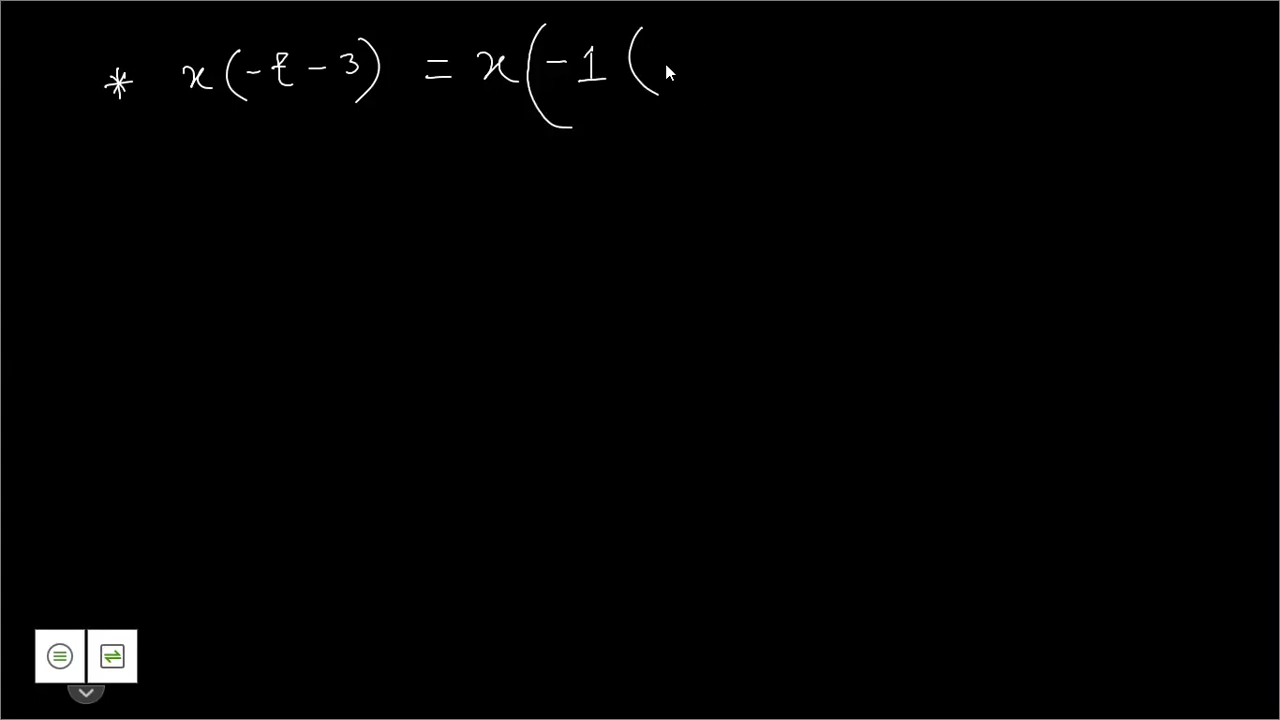 * x(-t-3) = x(-1(